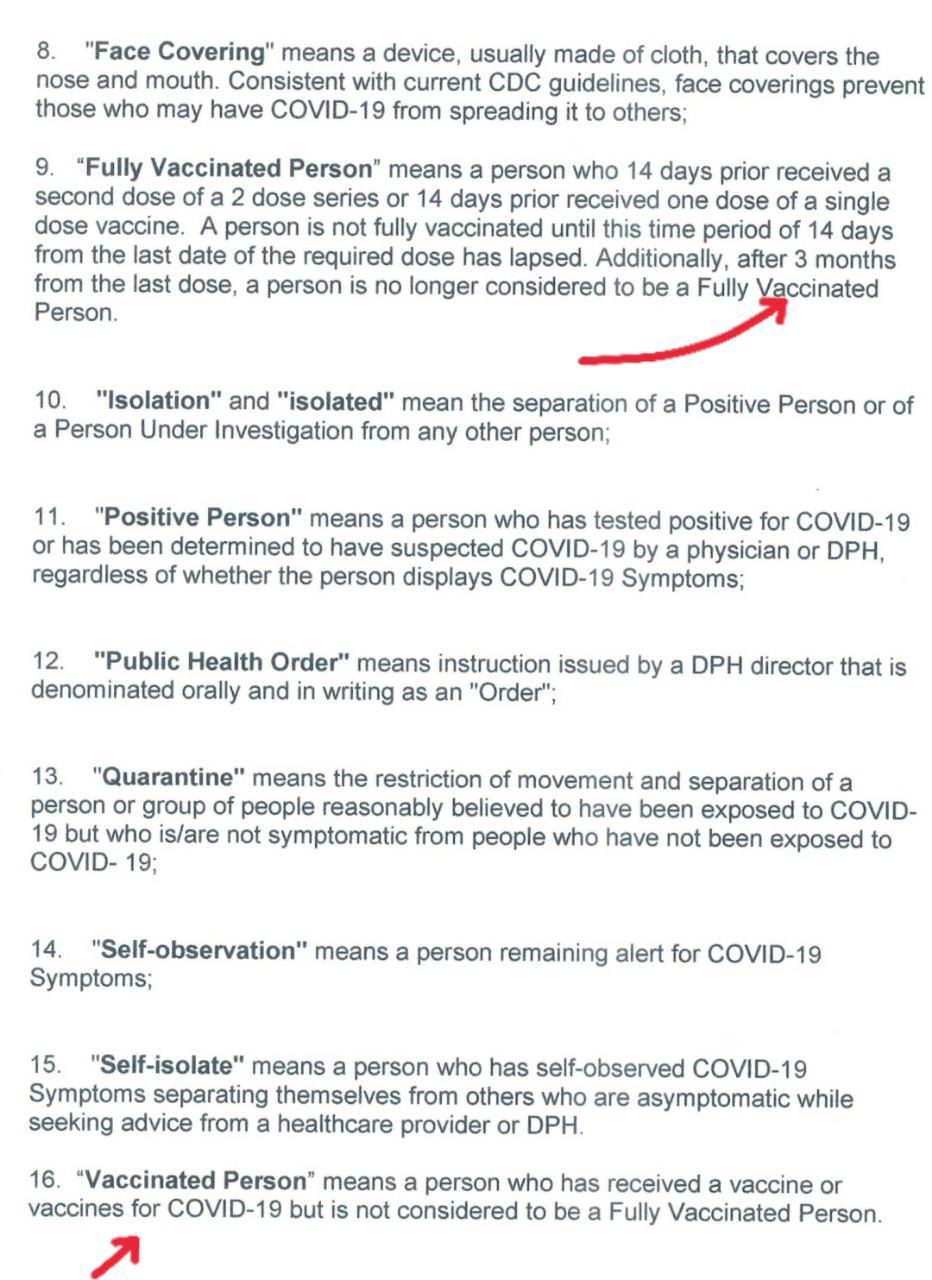 8. "Face Covering" means a device, usually made of cloth, that covers the
nose and mouth. Consistent with current CDC guidelines, face coverings prevent
those who may have COVID-19 from spreading it to others;
9. “Fully Vaccinated Person” means a person who 14 days prior received a
second dose of a 2 dose series or 14 days prior received one dose of a single
dose vaccine. A person is not fully vaccinated until this time period of 14 days
from the last date of the required dose has lapsed. Additionally, after 3 months
from the last dose, a person is no longer considered to be a Fully Vaccinated
Person.
10. "Isolation" and "isolated" mean the separation of a Positive Person or of
a Person Under Investigation from any other person;
11. "Positive Person" means a person who has tested positive for COVID-19
or has been determined to have suspected COVID-19 by a physician or DPH,
regardless of whether the person displays COVID-19 Symptoms;
12. "Public Health Order" means instruction issued by a DPH director that is
denominated orally and in writing as an "Order";
13. "Quarantine" means the restriction of movement and separation of a
person or group of people reasonably believed to have been exposed to COVID-
19 but who is/are not symptomatic from people who have not been exposed to
COVID- 19;
14. "Self-observation" means a person remaining alert for COVID-19
Symptoms;
15. "Self-isolate" means a person who has self-observed COVID-19
Symptoms separating themselves from others who are asymptomatic while
seeking advice from a healthcare provider or DPH.
16. “Vaccinated Person” means a person who has received a vaccine or
vaccines for COVID-19 but is not considered to be a Fully Vaccinated Person.